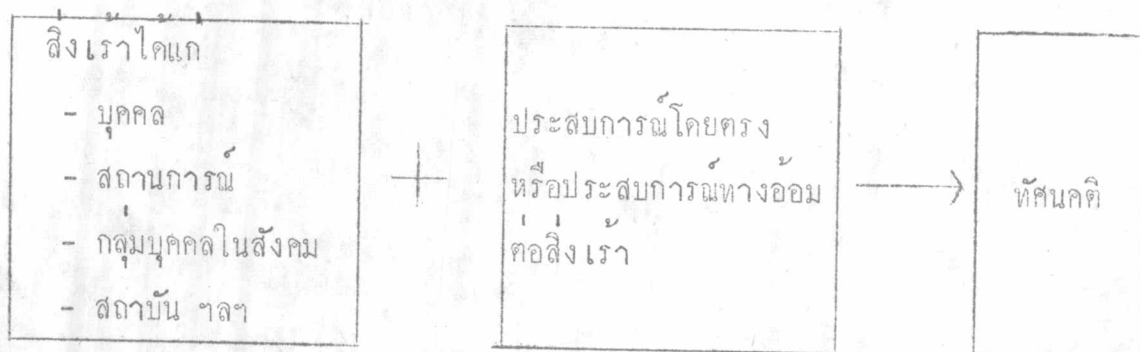 สิ่งเร้าได้แก่
- บุคคล
- สถานการณ์
- กลุ่มบุคคลในสังคม
- สถาบัน ฯลฯ
+
ประสบการณ์โดยตรง
หรือประสบการณ์ทางอ้อม
ต่อสิ่งเร้า
ทัศนคติ